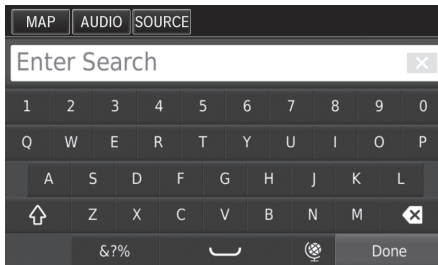 MAP AUDIO SOURCE
Enter Search
1 2 3 4 5 6 7 8 9 0
Q W E R T Y U I O P
A S D F G H J K L
Z X C V B N M
&?% Done